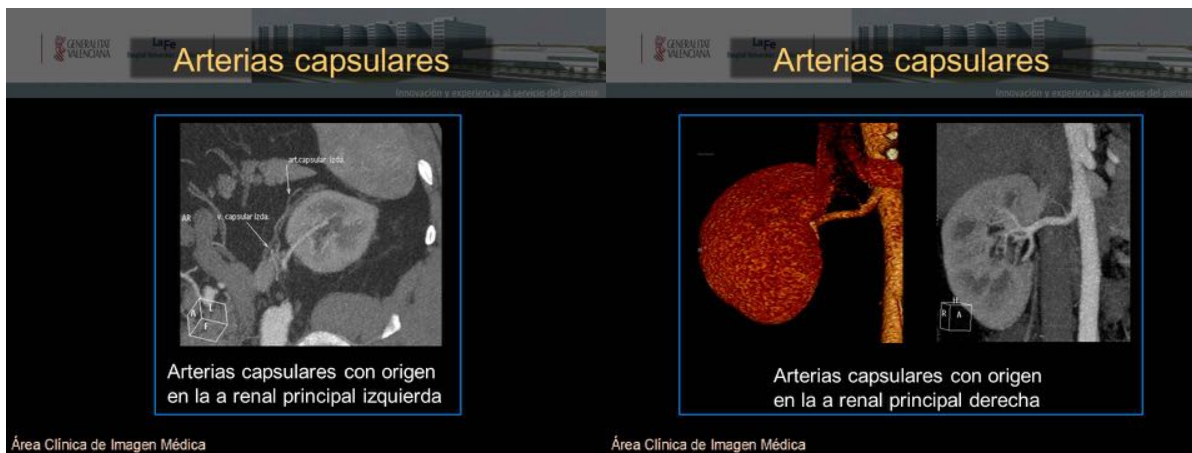 GENERALITAT
VALENCIANA
La Fe
Arterias capsulares
Innovación y experiencia al servicio del paciente
art.capsular izda.
v. capsular izda.
AR
A
L
F
Arterias capsulares con origen
en la a renal principal izquierda
Área Clínica de Imagen Médica
GENERALITAT
VALENCIANA
La Fe
Arterias capsulares
Innovación y experiencia al servicio del paciente
H
R
A
Arterias capsulares con origen
en la a renal principal derecha
Área Clínica de Imagen Médica